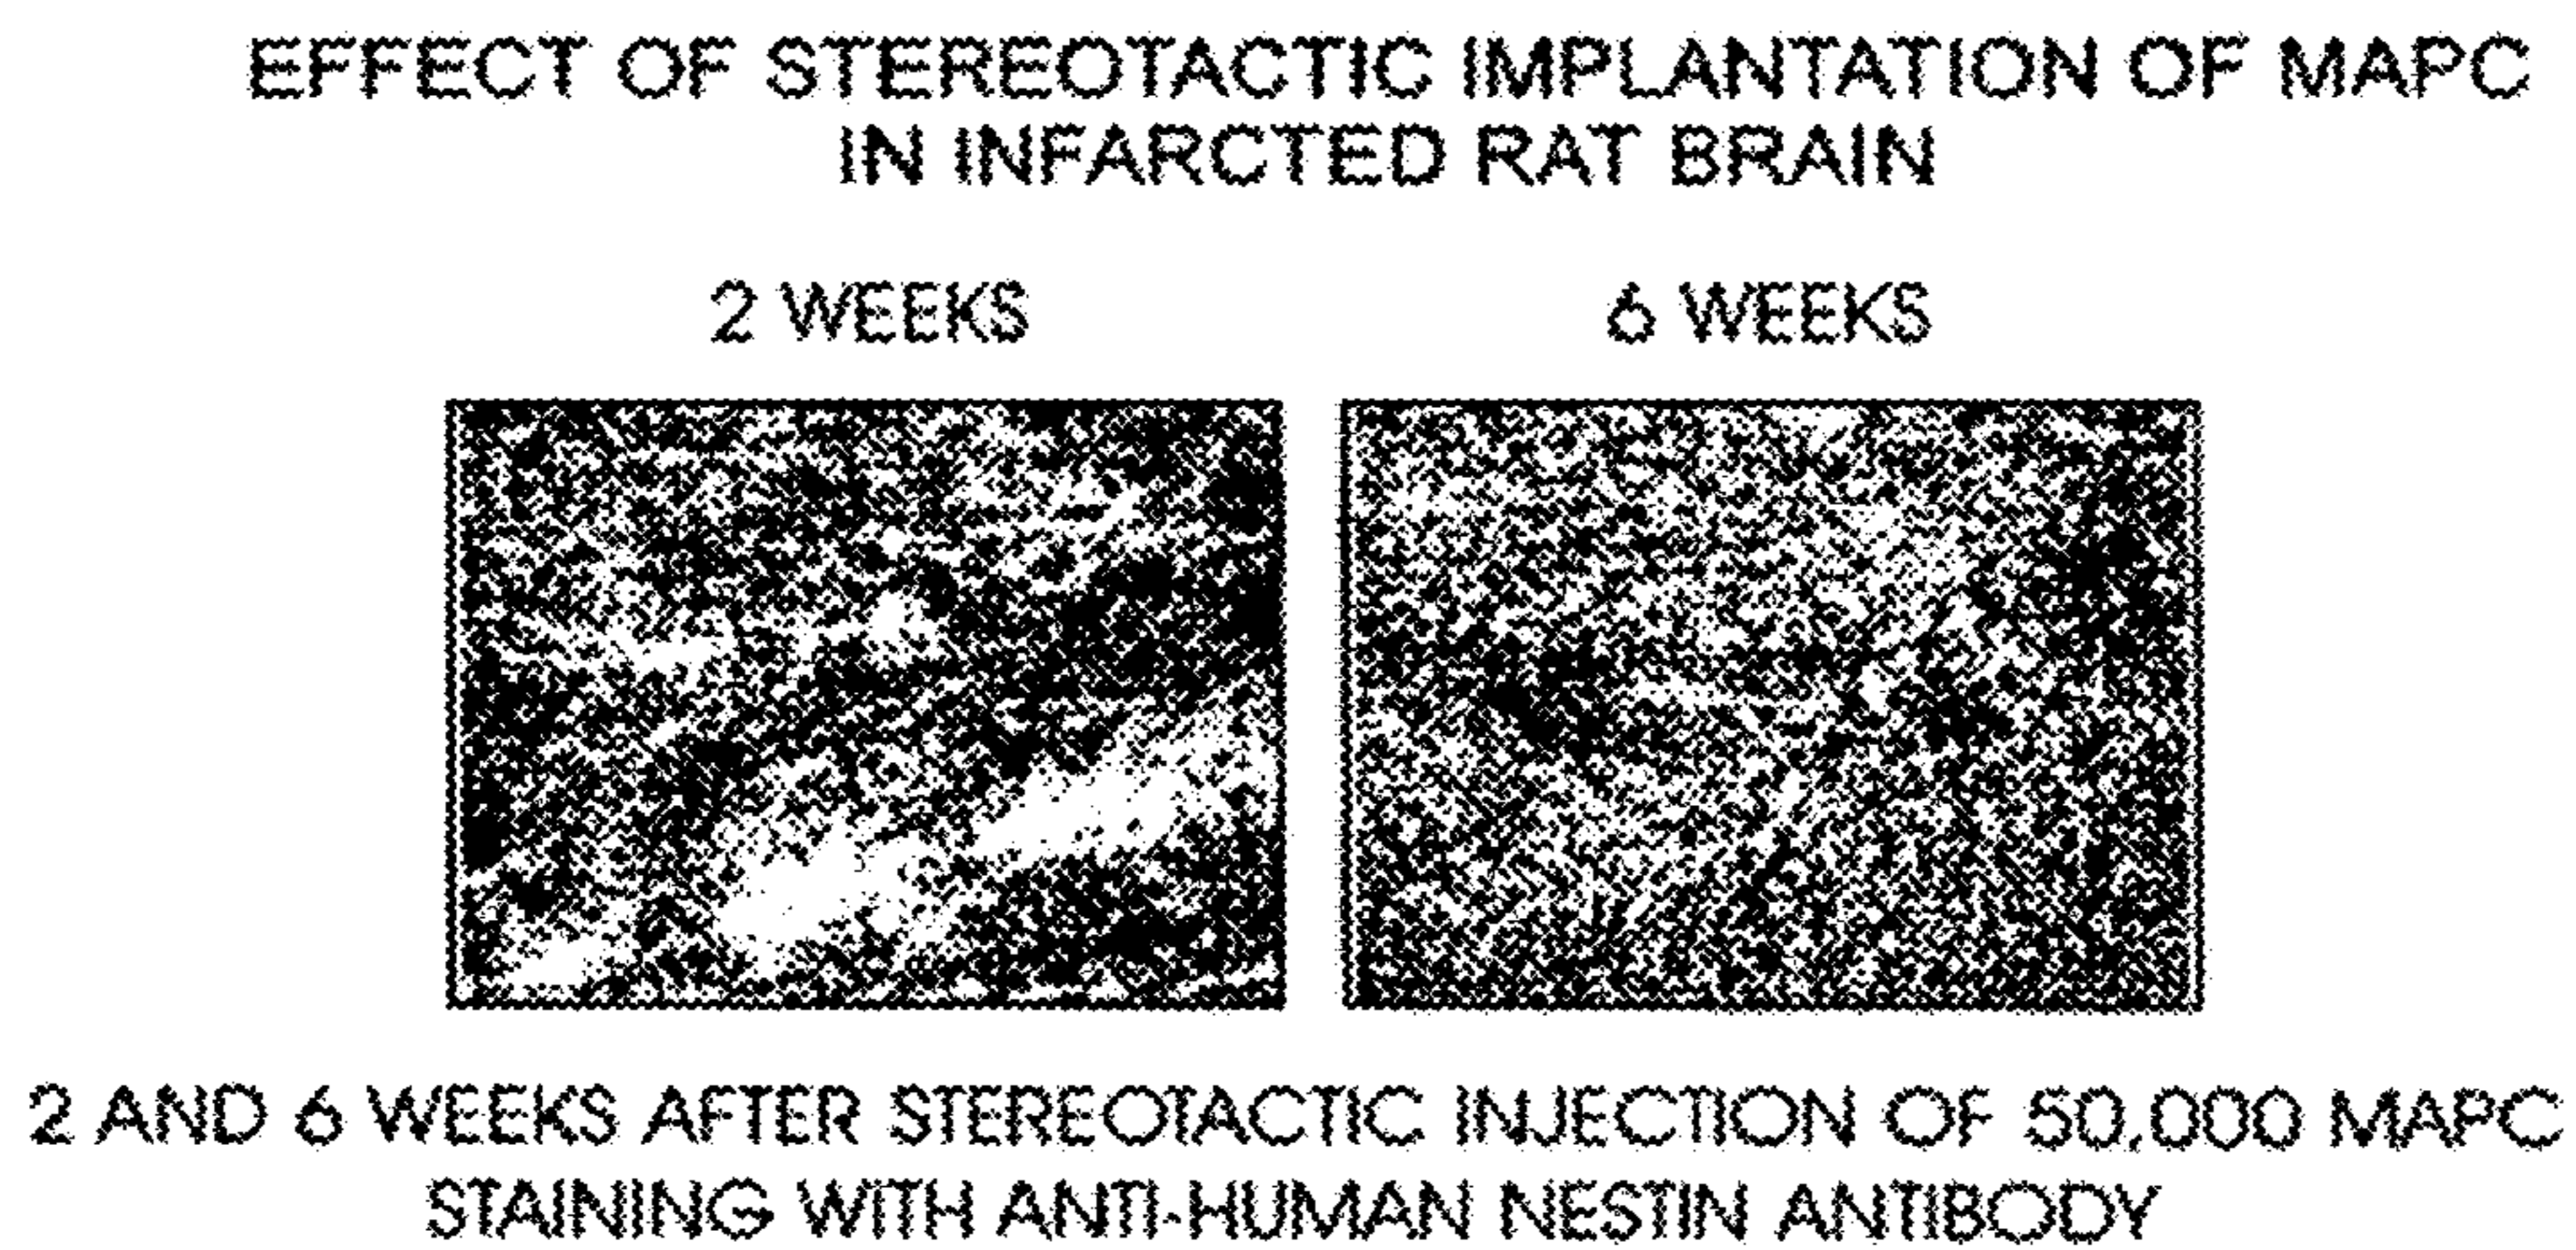 EFFECT OF STEREOTACTIC IMPLANTATION OF MAPC
IN INFARCTED RAT BRAIN
2 WEEKS
6 WEEKS
2 AND 6 WEEKS AFTER STEREOTACTIC INJECTION OF 50,000 MAPC
STAINING WITH ANTI-HUMAN NESTIN ANTIBODY